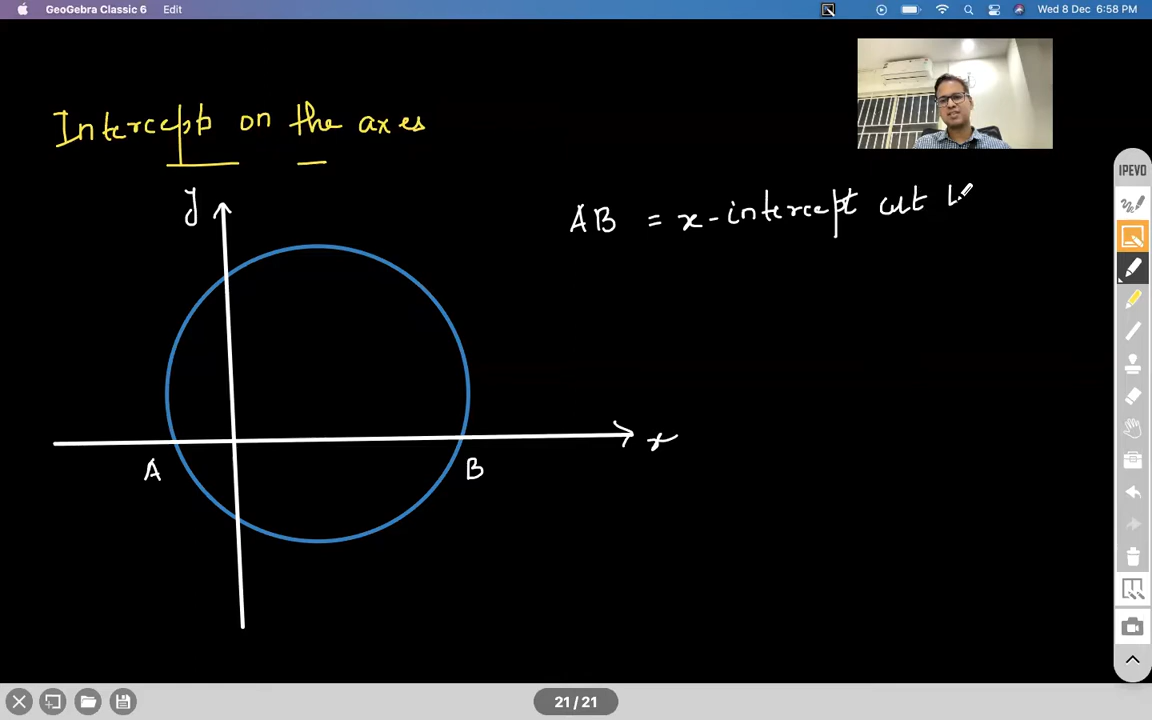 GeoGebra Classic 6 Edit Wed 8 Dec 6:58 PM
Intercepts on the axes
IPEVO
y
AB = x-intercept cut b
x
A B
21 / 21